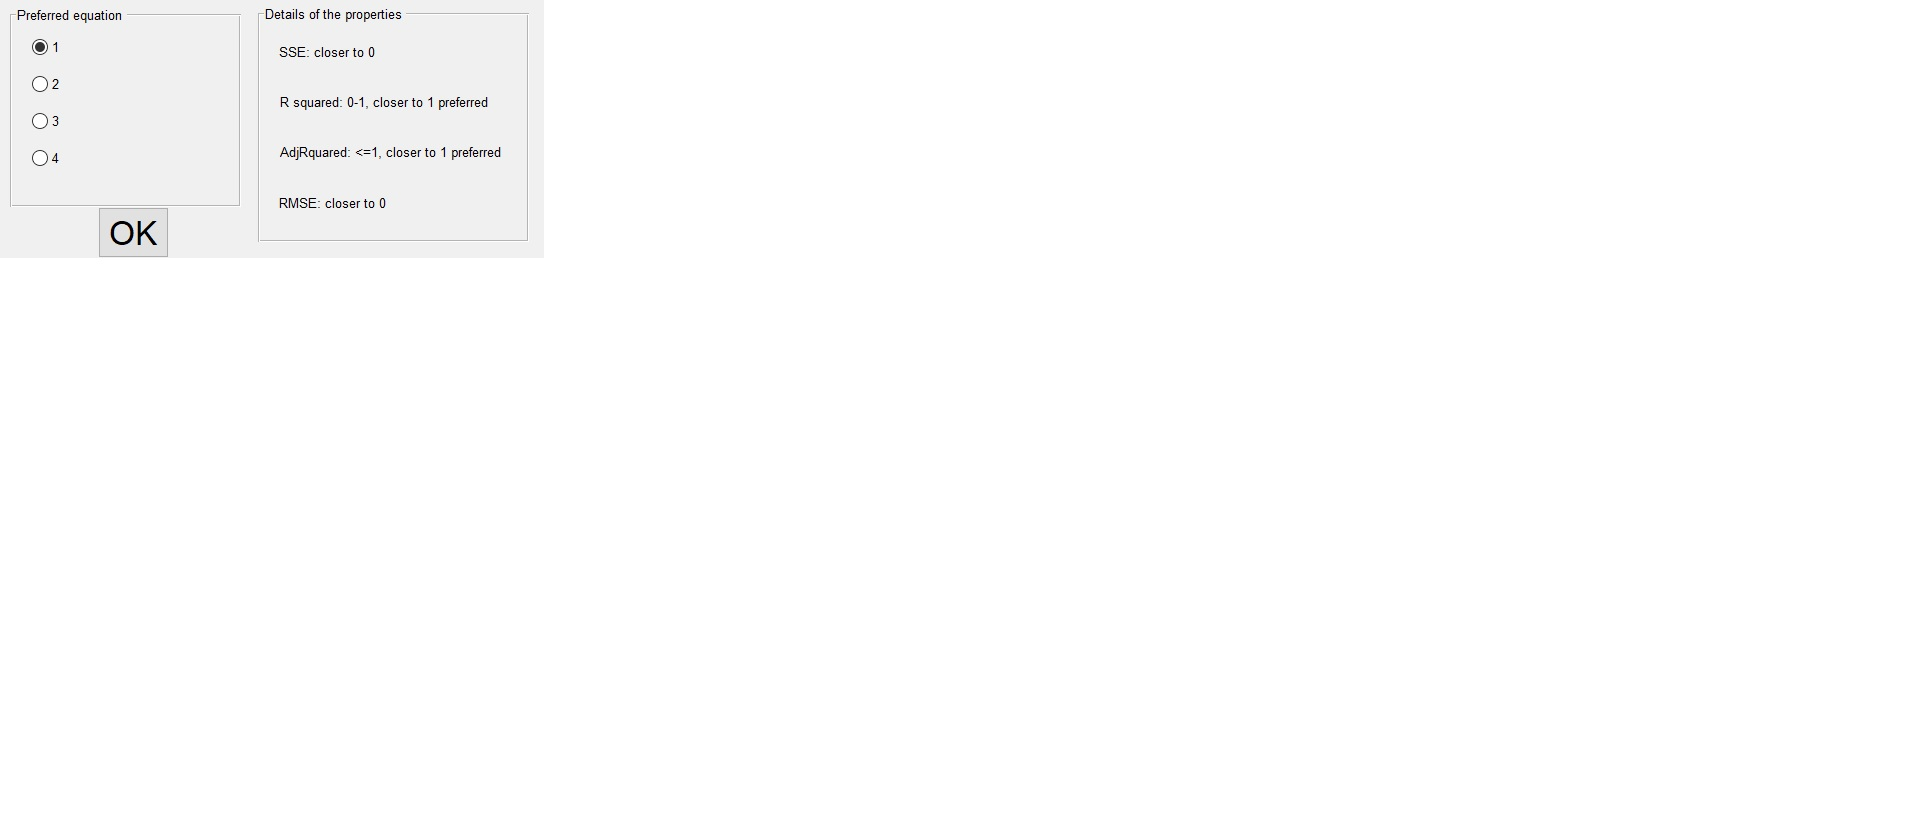 Preferred equation
1
2
3
4
OK
Details of the properties
SSE: closer to 0
R squared: 0-1, closer to 1 preferred
AdjRquared: <=1, closer to 1 preferred
RMSE: closer to 0